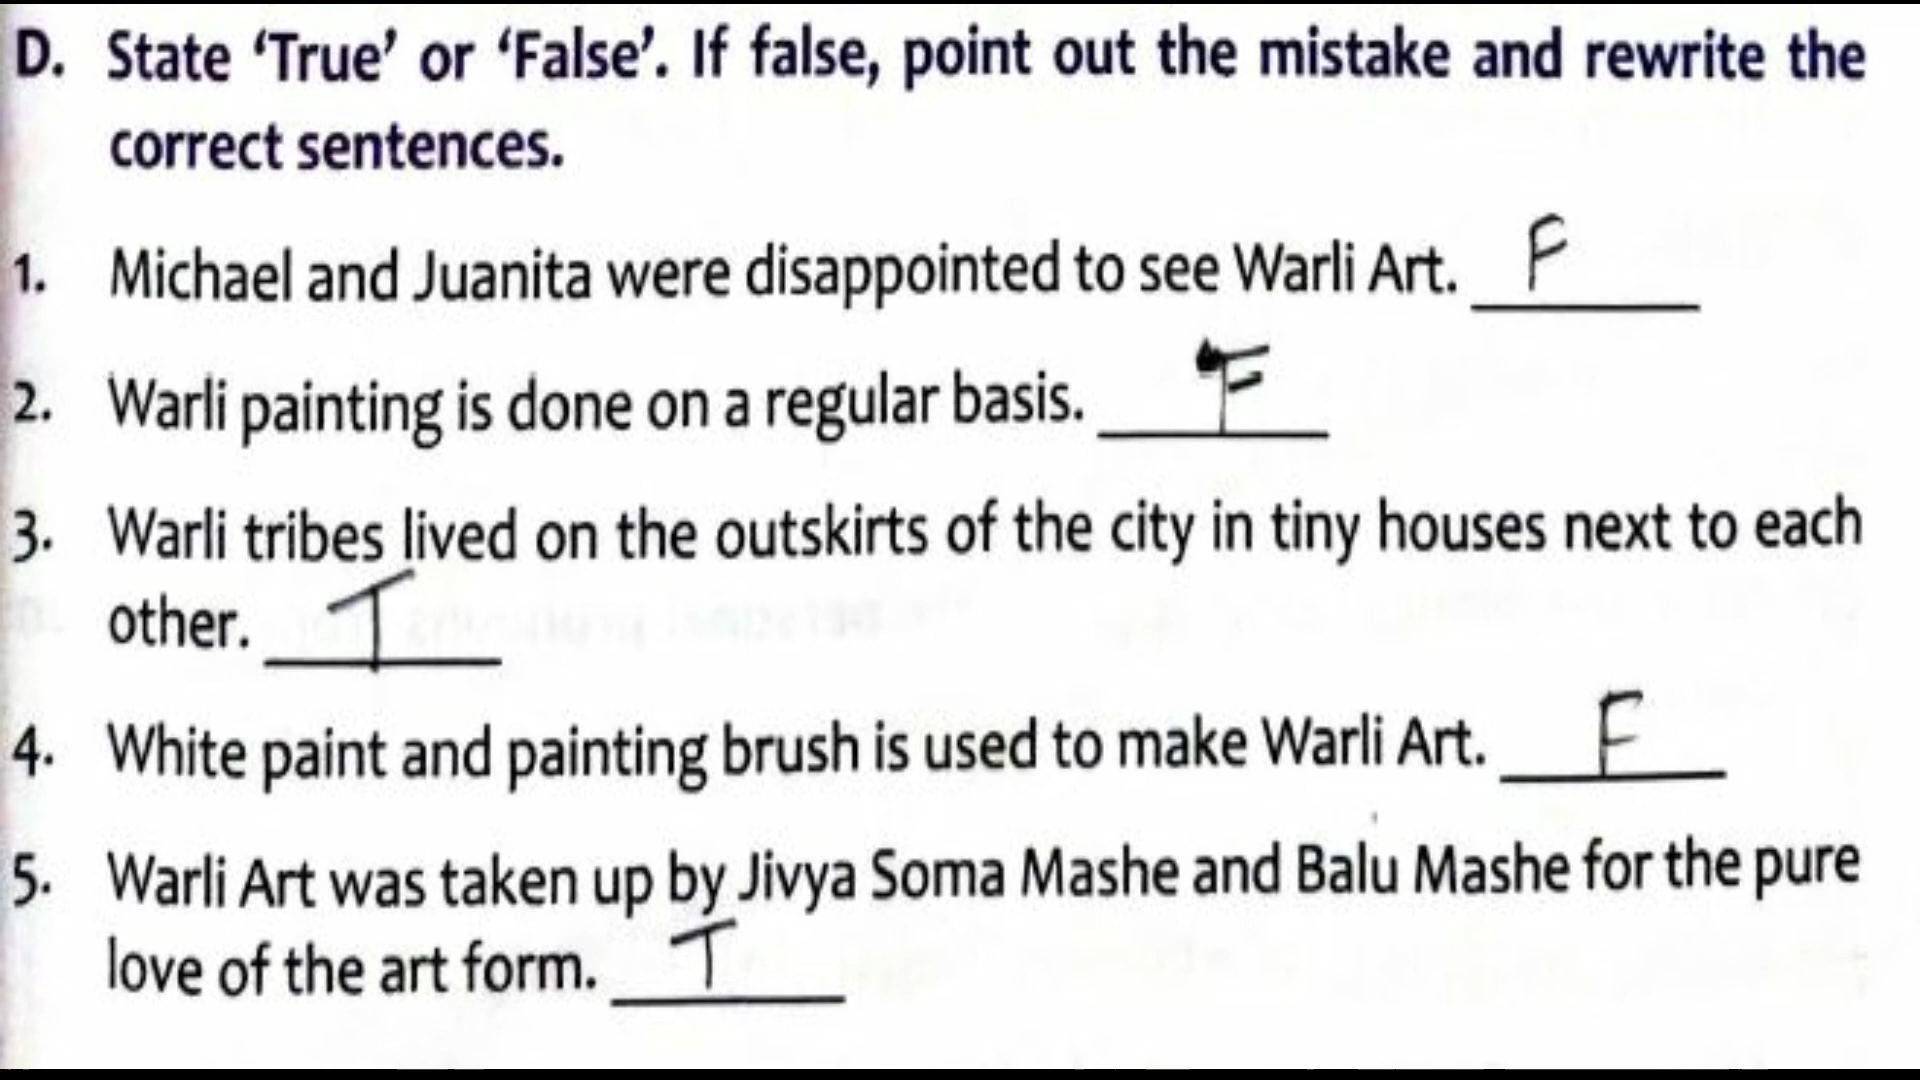 D. State ‘True’ or ‘False’. If false, point out the mistake and rewrite the
correct sentences.
1. Michael and Juanita were disappointed to see Warli Art. F
2. Warli painting is done on a regular basis. F
3. Warli tribes lived on the outskirts of the city in tiny houses next to each
other. T
4. White paint and painting brush is used to make Warli Art. F
5. Warli Art was taken up by Jivya Soma Mashe and Balu Mashe for the pure
love of the art form. T